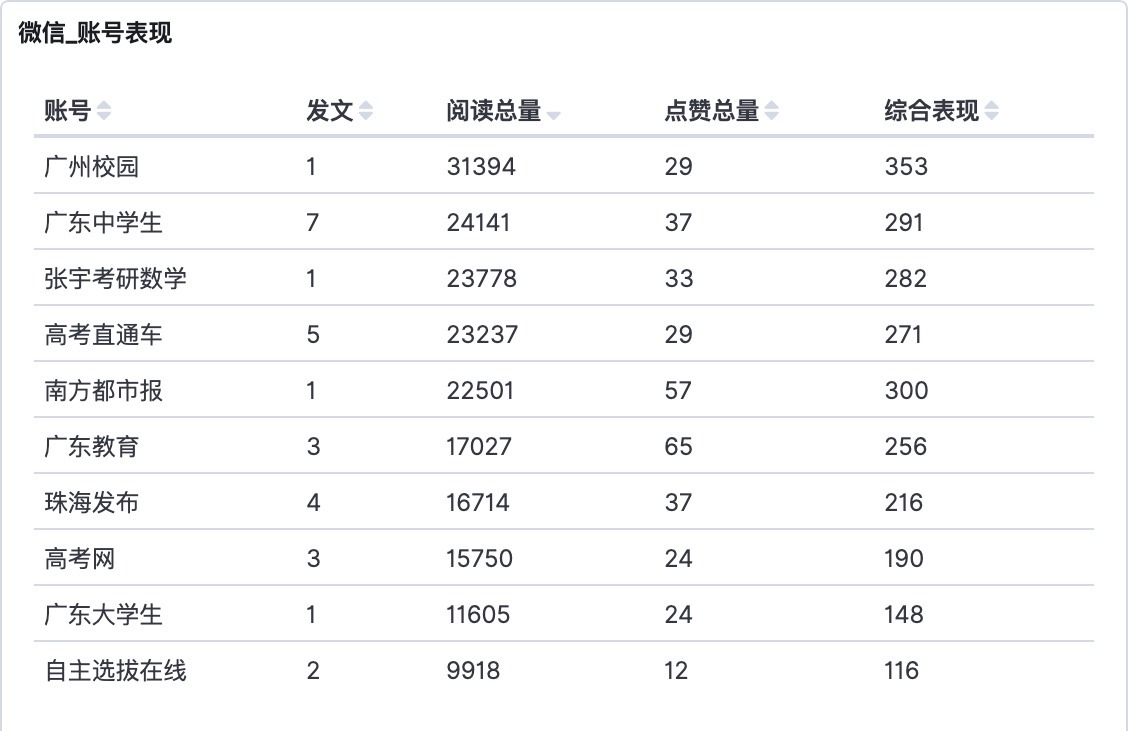 微信_账号表现
账号 发文 阅读总量 点赞总量 综合表现
广州校园 1 31394 29 353
广东中学生 7 24141 37 291
张宇考研数学 1 23778 33 282
高考直通车 5 23237 29 271
南方都市报 1 22501 57 300
广东教育 3 17027 65 256
珠海发布 4 16714 37 216
高考网 3 15750 24 190
广东大学生 1 11605 24 148
自主选拔在线 2 9918 12 116